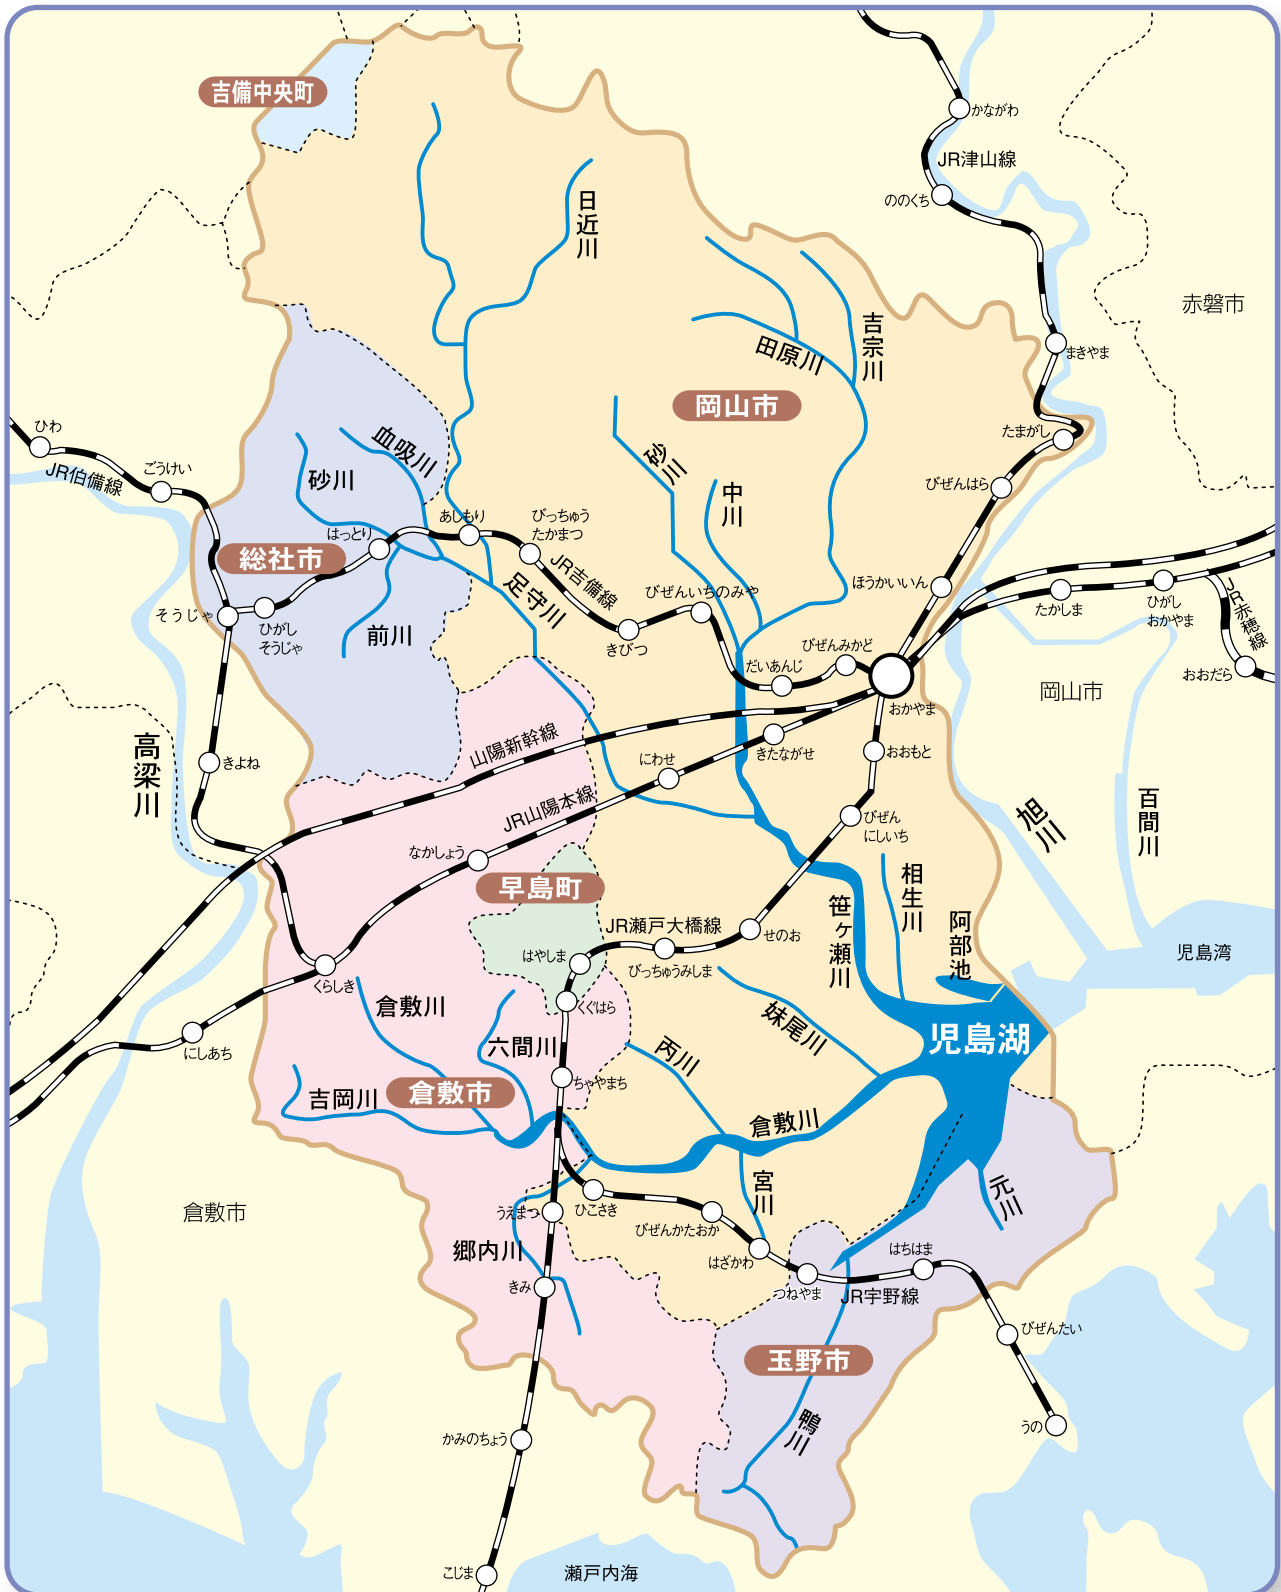 吉備中央町
かながわ
JR津山線
ののくち
日近川
赤磐市
吉宗川
田原川
まきやま
岡山市
ひわ
血吸川
たまがし
JR伯備線
ごうけい
砂川
砂川
中川
びぜんはら
はっとり
あしもり
びっちゅう
たかまつ
総社市
JR吉備線
足守川
びぜんいちのみや
ほうかいいん
たかしま
ひがし
おかやま
JR赤穂線
そうじゃ
ひがし
そうじゃ
前川
きびつ
びぜんみかど
だいあんじ
おおだら
岡山市
おかやま
高梁川
きよね
山陽新幹線
にわせ
きたながせ
おおもと
JR山陽本線
びぜん
にしいち
旭川
百間川
なかしょう
早島町
相生川
笹ヶ瀬川
阿部池
JR瀬戸大橋線
せのお
はやしま
びっちゅうみしま
児島湾
くらしき
倉敷川
くぐはら
妹尾川
児島湖
にしあち
六間川
丙川
ちゃやまち
倉敷市
吉岡川
倉敷川
宮川
元川
倉敷市
うえまつ
ひこさき
びぜんかたおか
郷内川
はざかわ
はちはま
きみ
つねやま
JR宇野線
びぜんたい
玉野市
鴨川
うの
かみのちょう
こじま
瀬戸内海